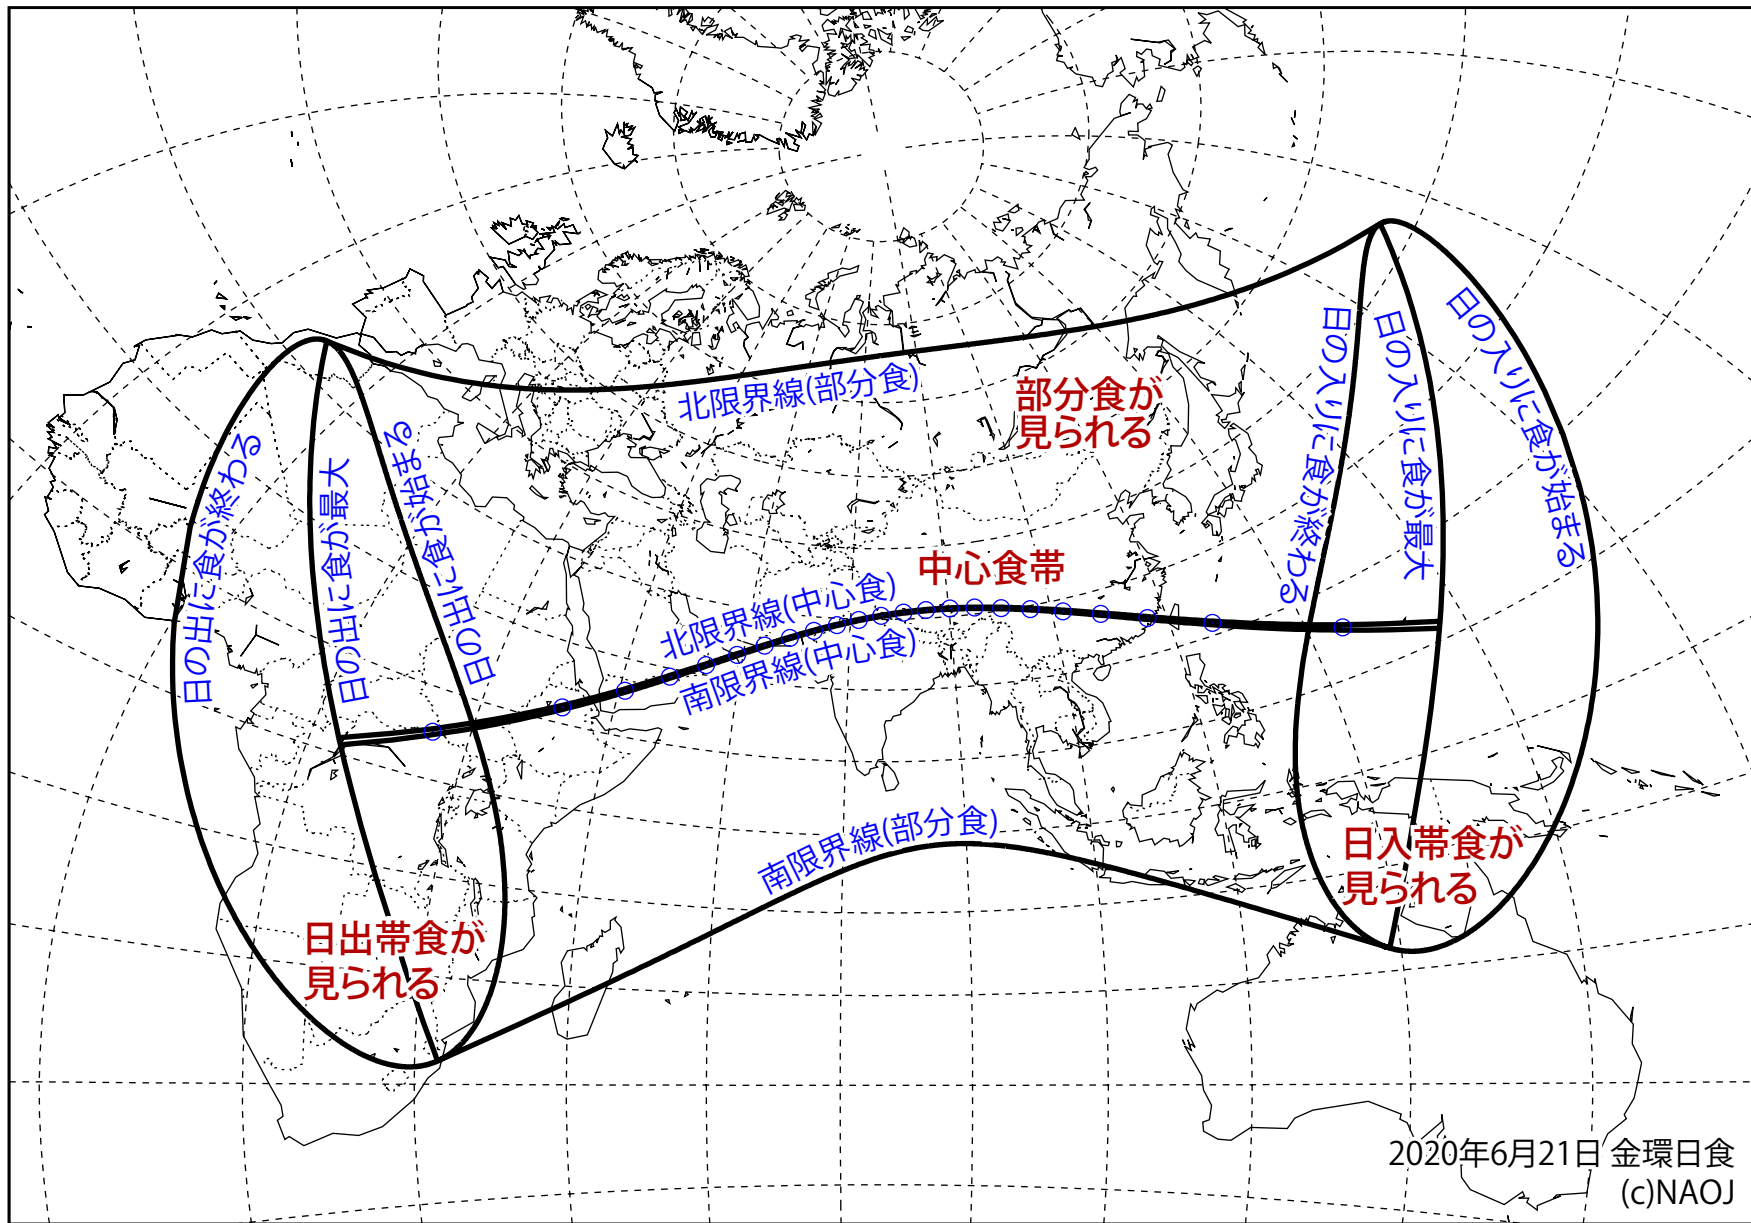 北限界線(部分食)
部分食が
見られる
日の入りに食が終わる
日の入りに食が最大
日の入りに食が始まる
日の出に食が終わる
日の出に食が最大
日の出に食が始まる
中心食帯
北限界線(中心食)
南限界線(中心食)
南限界線(部分食)
日入帯食が
見られる
日出帯食が
見られる
2020年6月21日 金環日食
(c)NAOJ